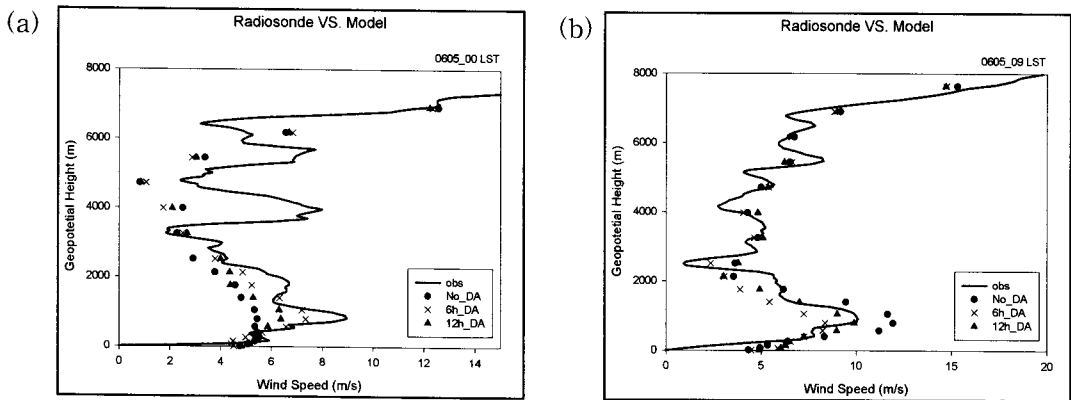 (a)
Radiosonde VS. Model
0605_00 LST
8000
6000
4000
2000
0
Geopotetial Height (m)
obs
No_DA
6h_DA
12h_DA
0 2 4 6 8 10 12 14
Wind Speed (m/s)
(b)
Radiosonde VS. Model
0605_09 LST
8000
6000
4000
2000
0
Geopotetial Height (m)
obs
No_DA
6h_DA
12h_DA
0 5 10 15 20
Wind Speed (m/s)